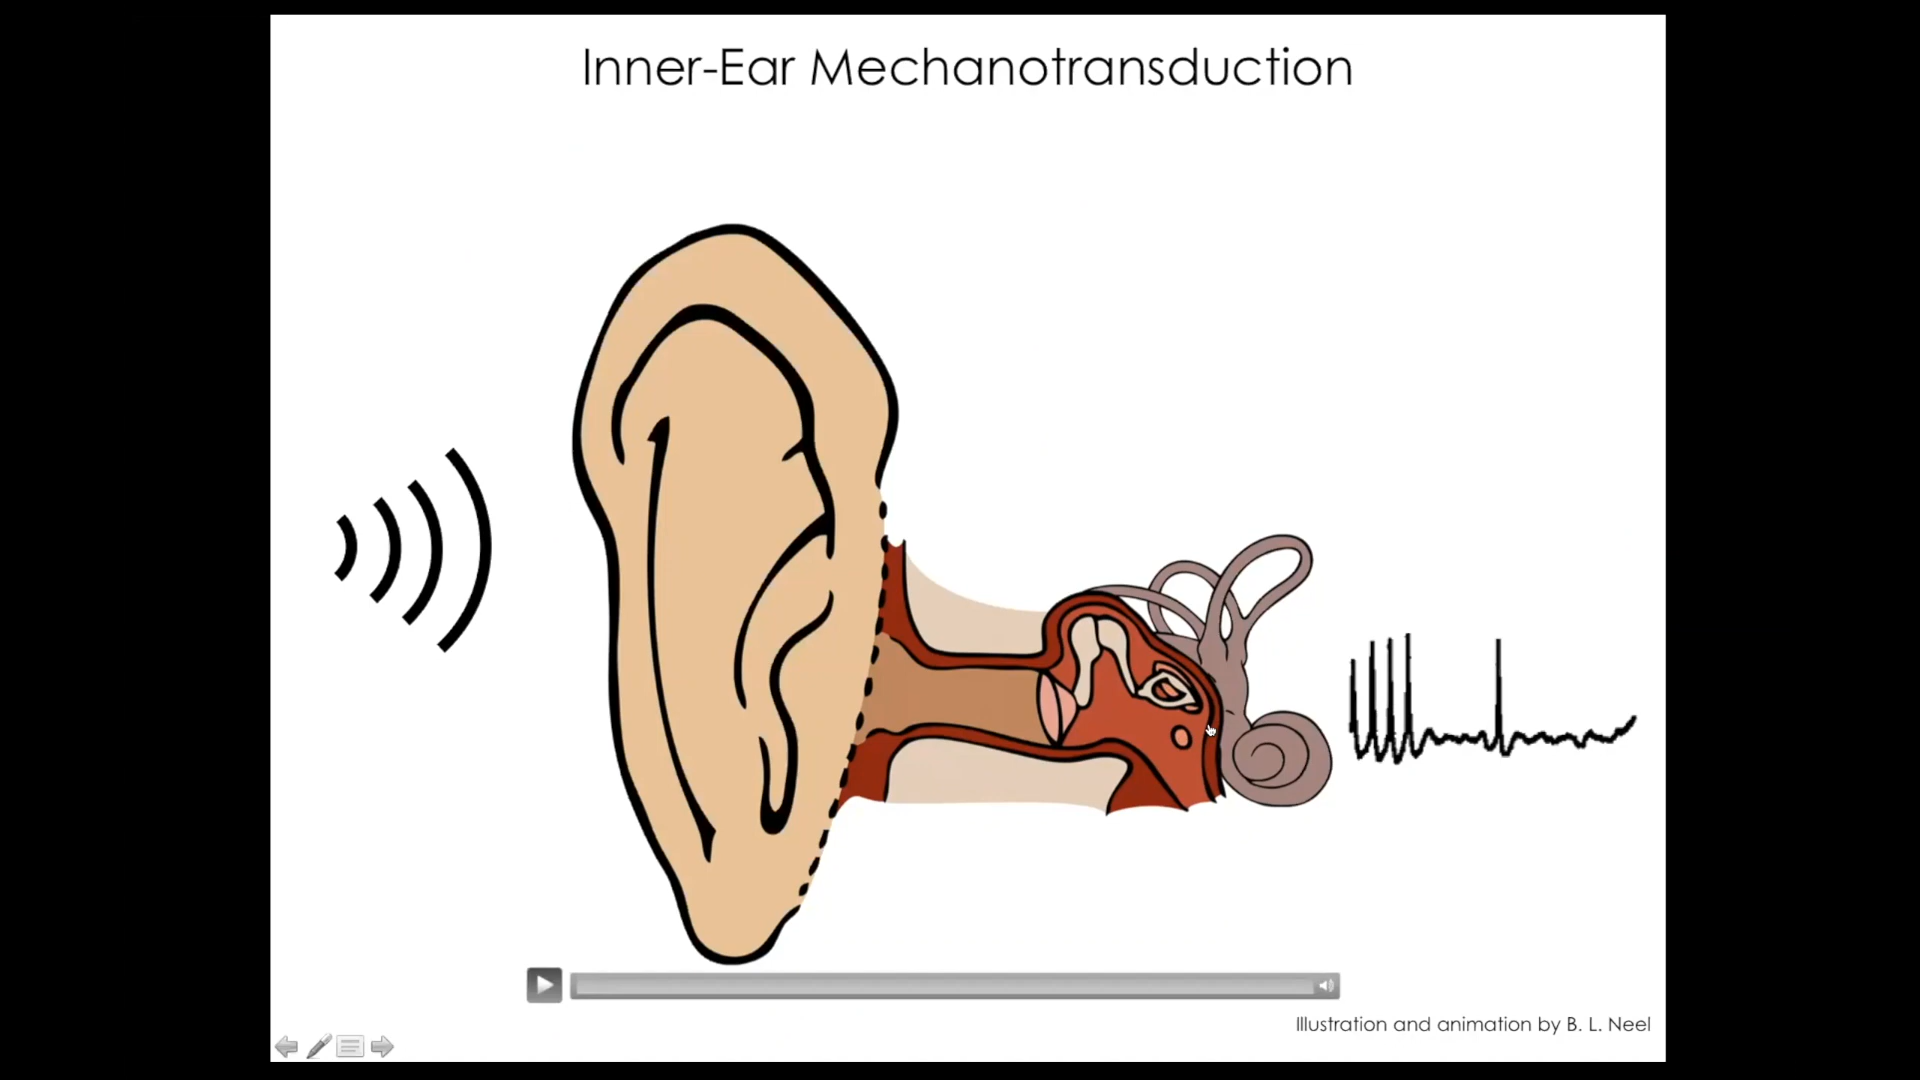 Inner-Ear Mechanotransduction
Illustration and animation by B. L. Neel